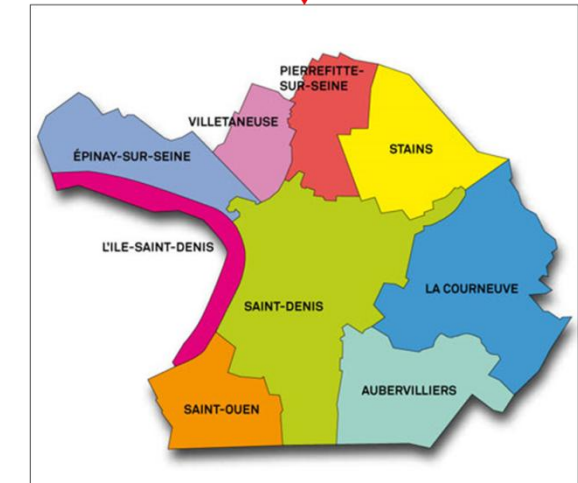 PIERREFITTE-
SUR-SEINE
VILLETANEUSE
STAINS
ÉPINAY-SUR-SEINE
L'ILE-SAINT-DENIS
LA COURNEUVE
SAINT-DENIS
AUBERVILLIERS
SAINT-OUEN